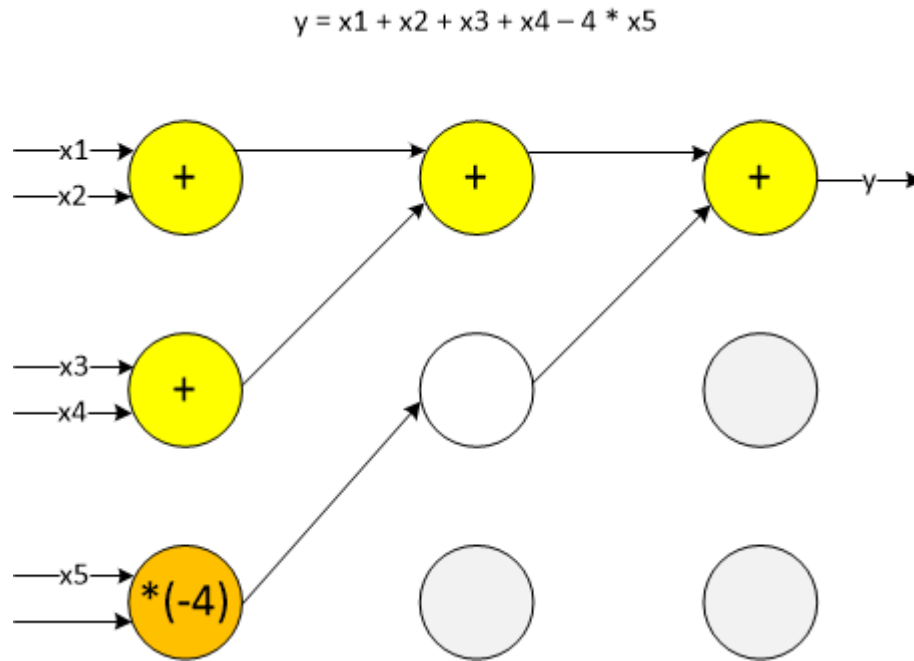 y = x1 + x2 + x3 + x4 – 4 * x5
x1
x2
+
+
+
y
x3
x4
+
x5
*(-4)